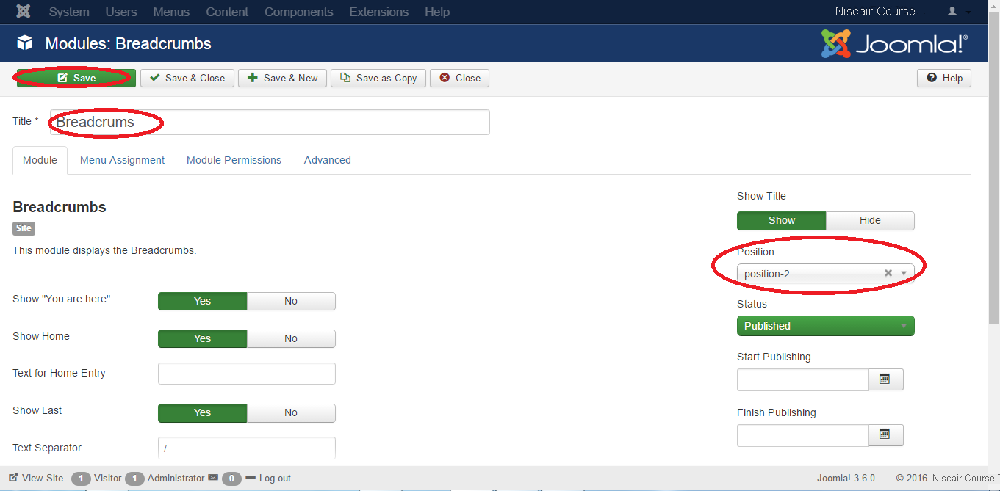 System Users Menus Content Components Extensions Help Niscair Course...
Modules: Breadcrumbs Joomla!®
Save Save & Close Save & New Save as Copy Close Help
Title * Breadcrums
Module Menu Assignment Module Permissions Advanced
Breadcrumbs
Site
This module displays the Breadcrumbs.
Show "You are here" Yes No
Show Home Yes No
Text for Home Entry
Show Last Yes No
Text Separator /
Show Title
Show Hide
Position
position-2
Status
Published
Start Publishing
Finish Publishing
View Site 1 Visitor 1 Administrator 0 Log out Joomla! 3.6.0 — © 2016 Niscair Course T